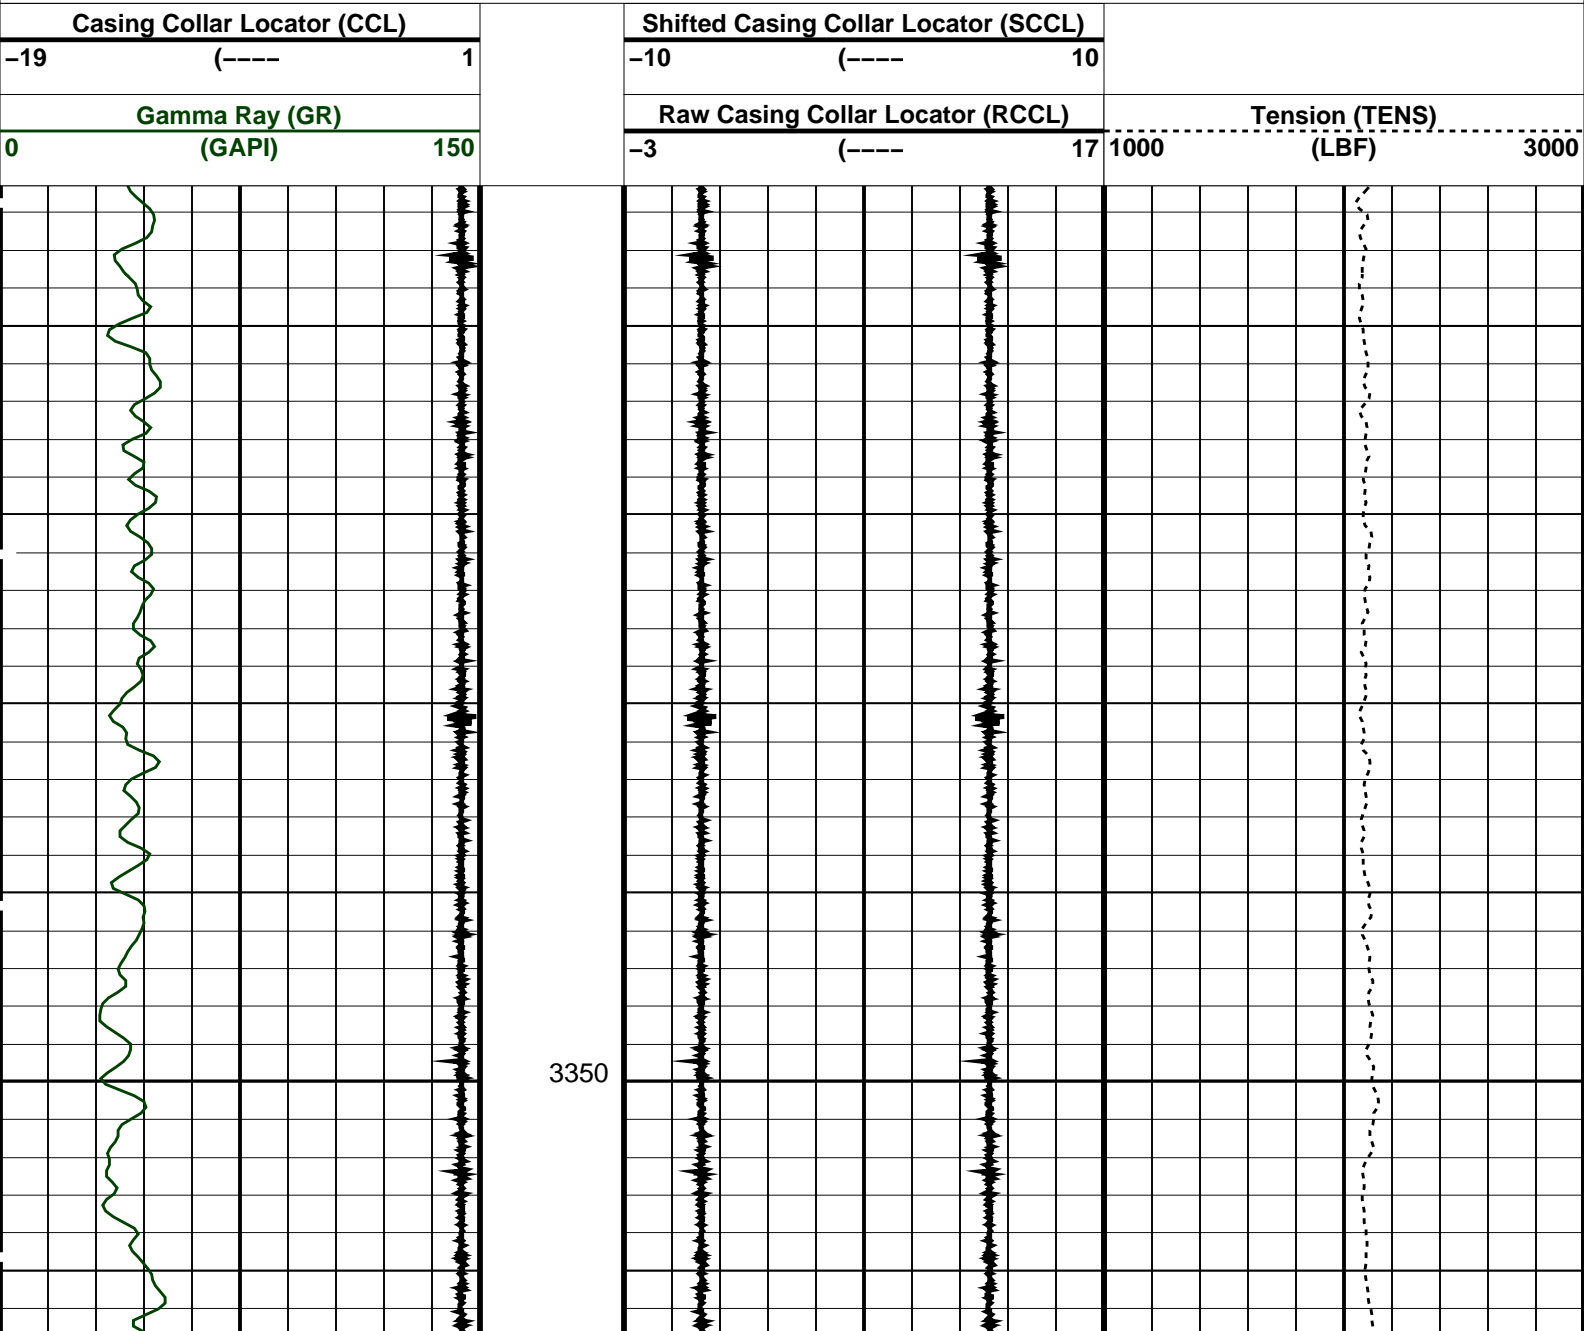 Casing Collar Locator (CCL)
−19 (−−−− 1
Shifted Casing Collar Locator (SCCL)
−10 (−−−− 10
Gamma Ray (GR)
0 (GAPI) 150
Raw Casing Collar Locator (RCCL)
−3 (−−−− 17
Tension (TENS)
1000 (LBF) 3000
3350